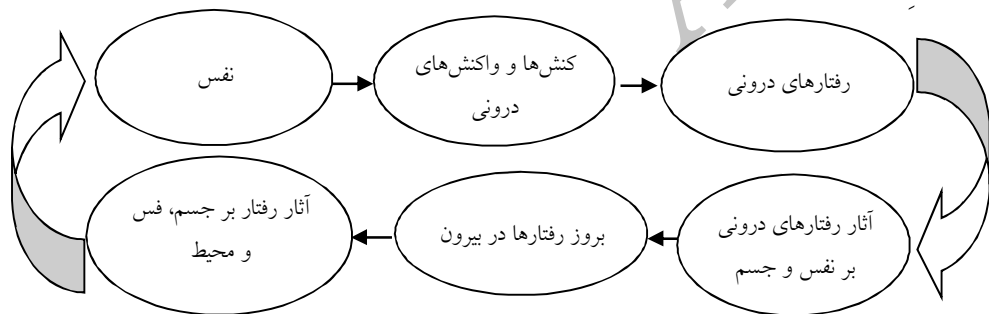 نفس
کنش‌ها و واکنش‌های
درونی
رفتارهای درونی
آثار رفتارهای درونی
بر نفس و جسم
بروز رفتارها در بیرون
آثار رفتار بر جسم، فس
و محیط